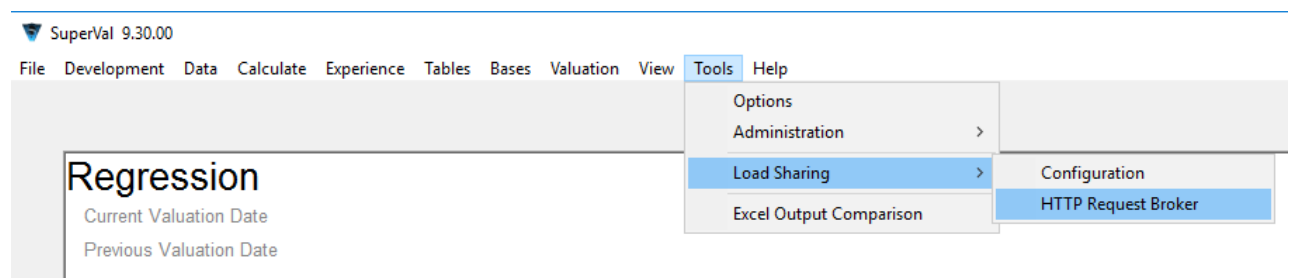 SuperVal 9.30.00
File Development Data Calculate Experience Tables Bases Valuation View Tools Help
Options
Administration
Load Sharing
Configuration
HTTP Request Broker
Excel Output Comparison
Regression
Current Valuation Date
Previous Valuation Date